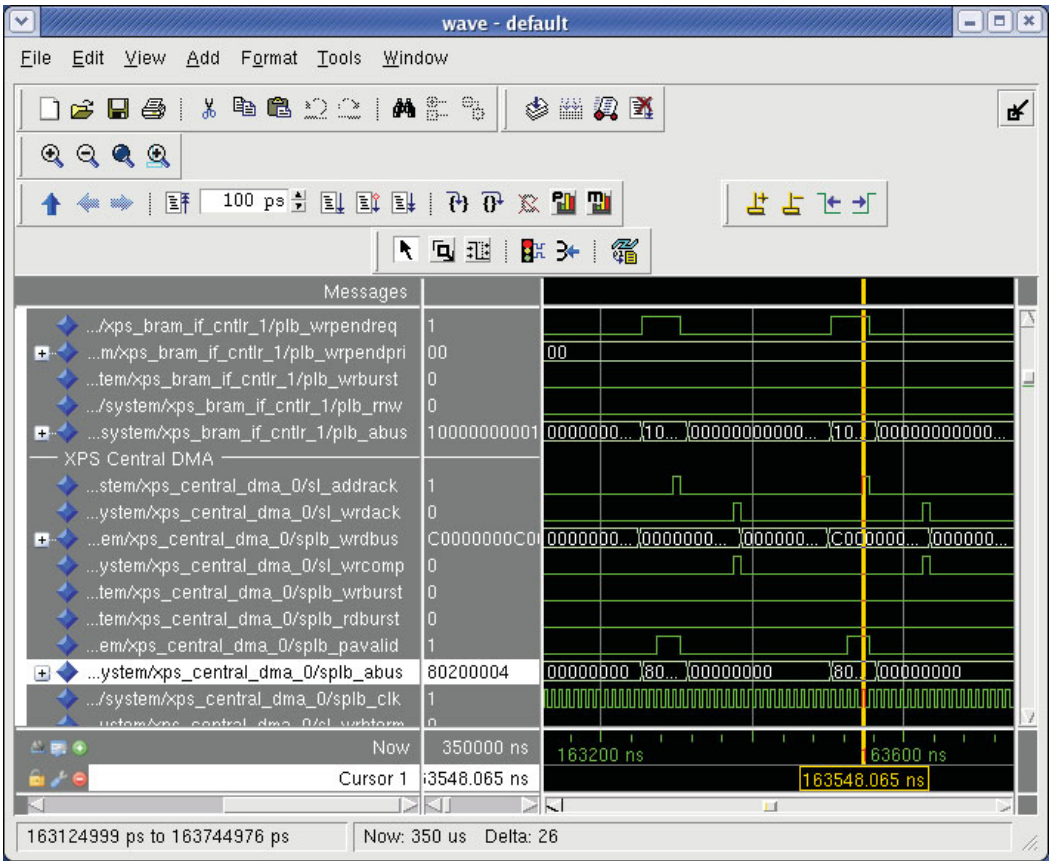 wave - default
File Edit View Add Format Tools Window
100 ps
Messages
.../xps_bram_if_cntlr_1/plb_wrpendreq 1
...m/xps_bram_if_cntlr_1/plb_wrpendpri 00 00
...tem/xps_bram_if_cntlr_1/plb_wrburst 0
.../system/xps_bram_if_cntlr_1/plb_rnw 0
...system/xps_bram_if_cntlr_1/plb_abus 10000000001 0000000... 10... 00000000000... 10... 00000000000...
XPS Central DMA
...stem/xps_central_dma_0/sl_addrack 1
...ystem/xps_central_dma_0/sl_wrdack 0
...em/xps_central_dma_0/splb_wrdbus C0000000C0 0000000... 0000000... 000000... C000000... 000000...
...ystem/xps_central_dma_0/sl_wrcomp 0
...tem/xps_central_dma_0/splb_wrburst 0
...tem/xps_central_dma_0/splb_rdburst 0
...em/xps_central_dma_0/splb_pavalid 1
...ystem/xps_central_dma_0/splb_abus 80200004 00000000 80... 00000000 80... 00000000
.../system/xps_central_dma_0/splb_clk 1
Now 350000 ns 163200 ns 63600 ns
Cursor 1 3548.065 ns 163548.065 ns
163124999 ps to 163744976 ps Now: 350 us Delta: 26